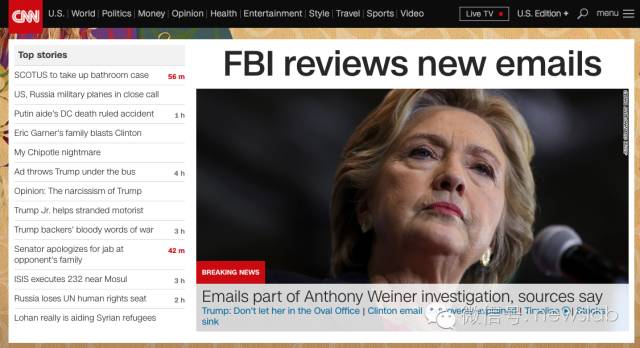 CNN U.S. | World | Politics | Money | Opinion | Health | Entertainment | Style | Travel | Sports | Video Live TV U.S. Edition + menu
Top stories
SCOTUS to take up bathroom case 56 m
US, Russia military planes in close call
Putin aide's DC death ruled accident 1 h
Eric Garner's family blasts Clinton
My Chipotle nightmare
Ad throws Trump under the bus 4 h
Opinion: The narcissism of Trump
Trump Jr. helps stranded motorist
Trump backers' bloody words of war 3 h
Senator apologizes for jab at 42 m
opponent's family
ISIS executes 232 near Mosul 3 h
Russia loses UN human rights seat 2 h
Lohan really is aiding Syrian refugees
FBI reviews new emails
BREAKING NEWS
Emails part of Anthony Weiner investigation, sources say
Trump: Don't let her in the Oval Office | Clinton email explained | Timeline | Stocks
sink
微信号: newslab